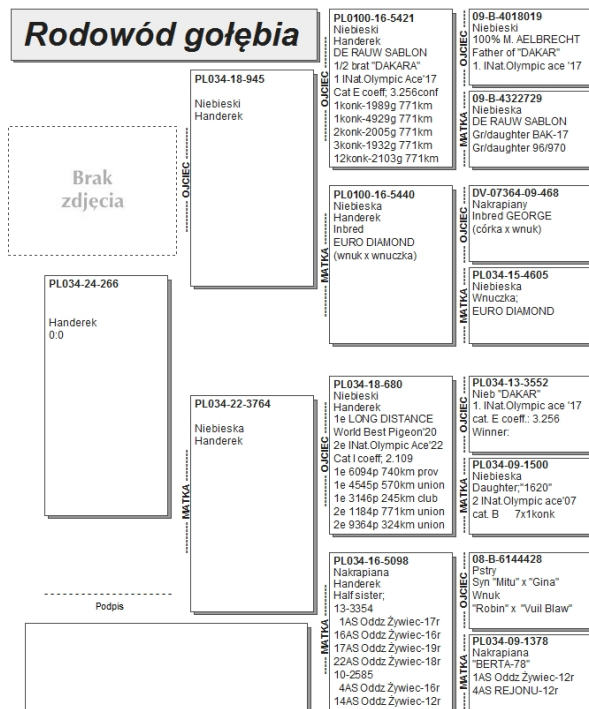 Rodowód gołębia
Brak
zdjęcia
PL034-24-266
Handerek
0:0
Podpis
OJCIEC
PL034-18-945
Niebieski
Handerek
MATKA
PL034-22-3764
Niebieska
Handerek
OJCIEC
PL0100-16-5421
Niebieski
Handerek
DE RAUW SABLON
1/2 brat "DAKARA"
1 INat.Olympic Ace'17
Cat E coeff; 3.256conf
1konk-1989g 771km
1konk-4929g 771km
2konk-2005g 771km
3konk-1932g 771km
12konk-2103g 771km
MATKA
PL0100-16-5440
Niebieska
Handerek
Inbred
EURO DIAMOND
(wnuk x wnuczka)
OJCIEC
PL034-18-680
Niebieski
Handerek
1e LONG DISTANCE
World Best Pigeon'20
2e INat.Olympic Ace'22
Cat I coeff; 2.109
1e 6094p 740km prov
1e 4545p 570km union
1e 3146p 245km club
2e 1184p 771km union
2e 9364p 324km union
MATKA
PL034-16-5098
Nakrapiana
Handerek
Half sister;
13-3354
1AS Oddz Żywiec-17r
16AS Oddz Żywiec-16r
17AS Oddz Żywiec-19r
22AS Oddz Żywiec-18r
10-2585
4AS Oddz Żywiec-16r
14AS Oddz Żywiec-12r
OJCIEC
09-B-4018019
Niebieski
100% M. AELBRECHT
Father of "DAKAR"
1. INat.Olympic ace '17
MATKA
09-B-4322729
Niebieska
DE RAUW SABLON
Gr/daughter BAK-17
Gr/daughter 96/970
OJCIEC
DV-07364-09-468
Nakrapiany
Inbred GEORGE
(córka x wnuk)
MATKA
PL034-15-4605
Niebieska
Wnuczka;
EURO DIAMOND
OJCIEC
PL034-13-3552
Nieb "DAKAR"
1. INat.Olympic ace '17
cat. E coeff.: 3.256
Winner:
MATKA
PL034-09-1500
Niebieska
Daughter;"1620"
2 INat.Olympic ace'07
cat. B 7x1konk
OJCIEC
08-B-6144428
Pstry
Syn "Mitu" x "Gina"
Wnuk
"Robin" x "Vuil Blaw"
MATKA
PL034-09-1378
Nakrapiana
"BERTA-78"
1AS Oddz Żywiec-12r
4AS REJONU-12r